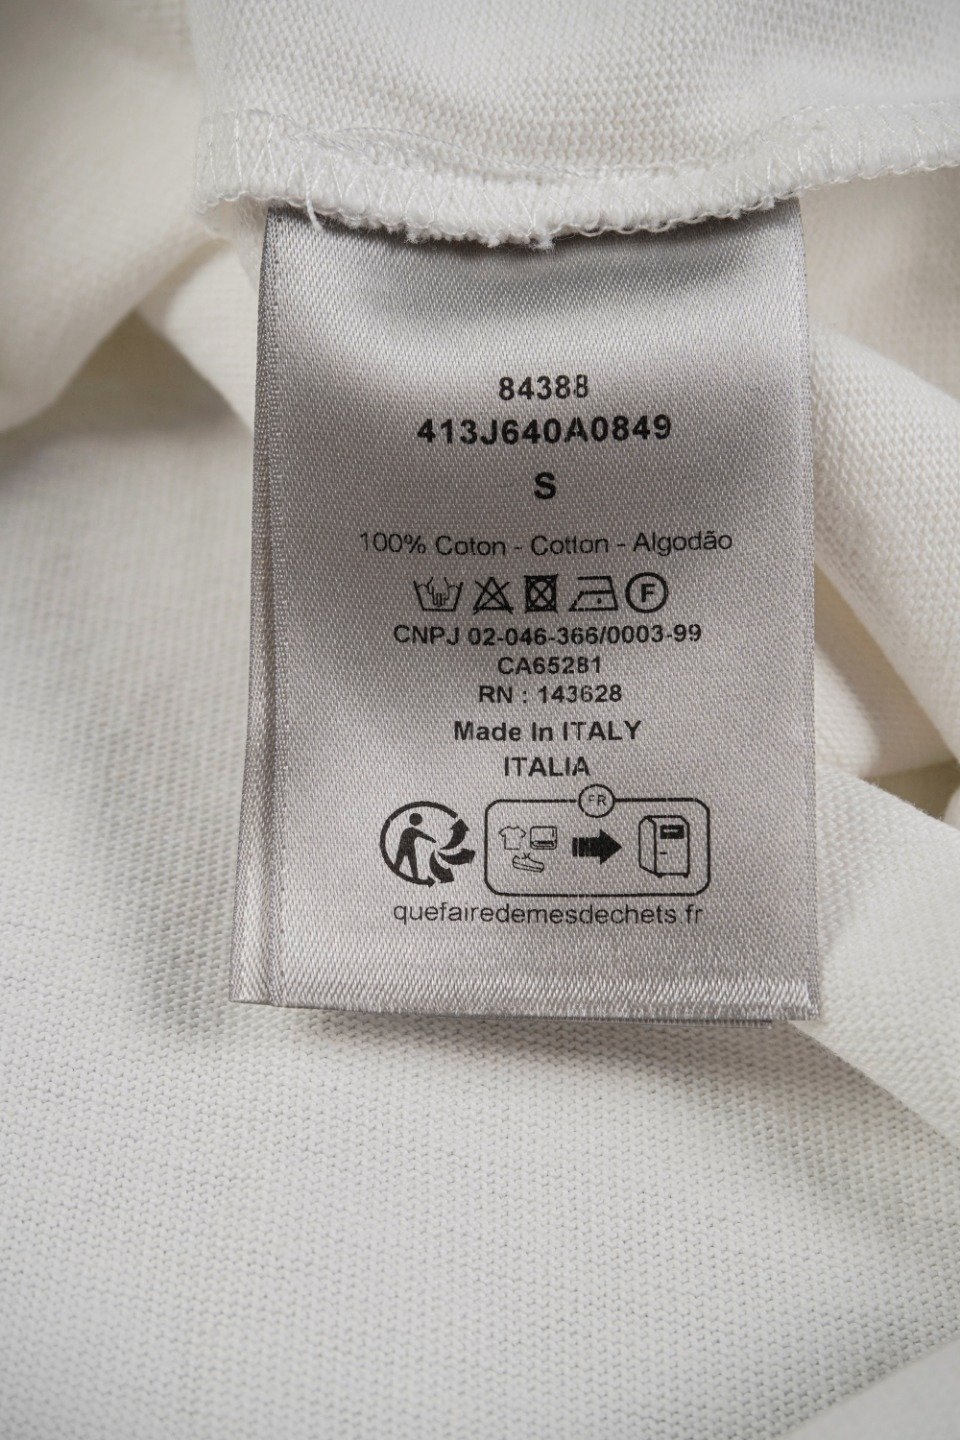 84388
413J640A0849
S
100% Coton - Cotton - Algodão
F
CNPJ 02-046-366/0003-99
CA65281
RN : 143628
Made In ITALY
ITALIA
FR
quefairedemesdechets.fr